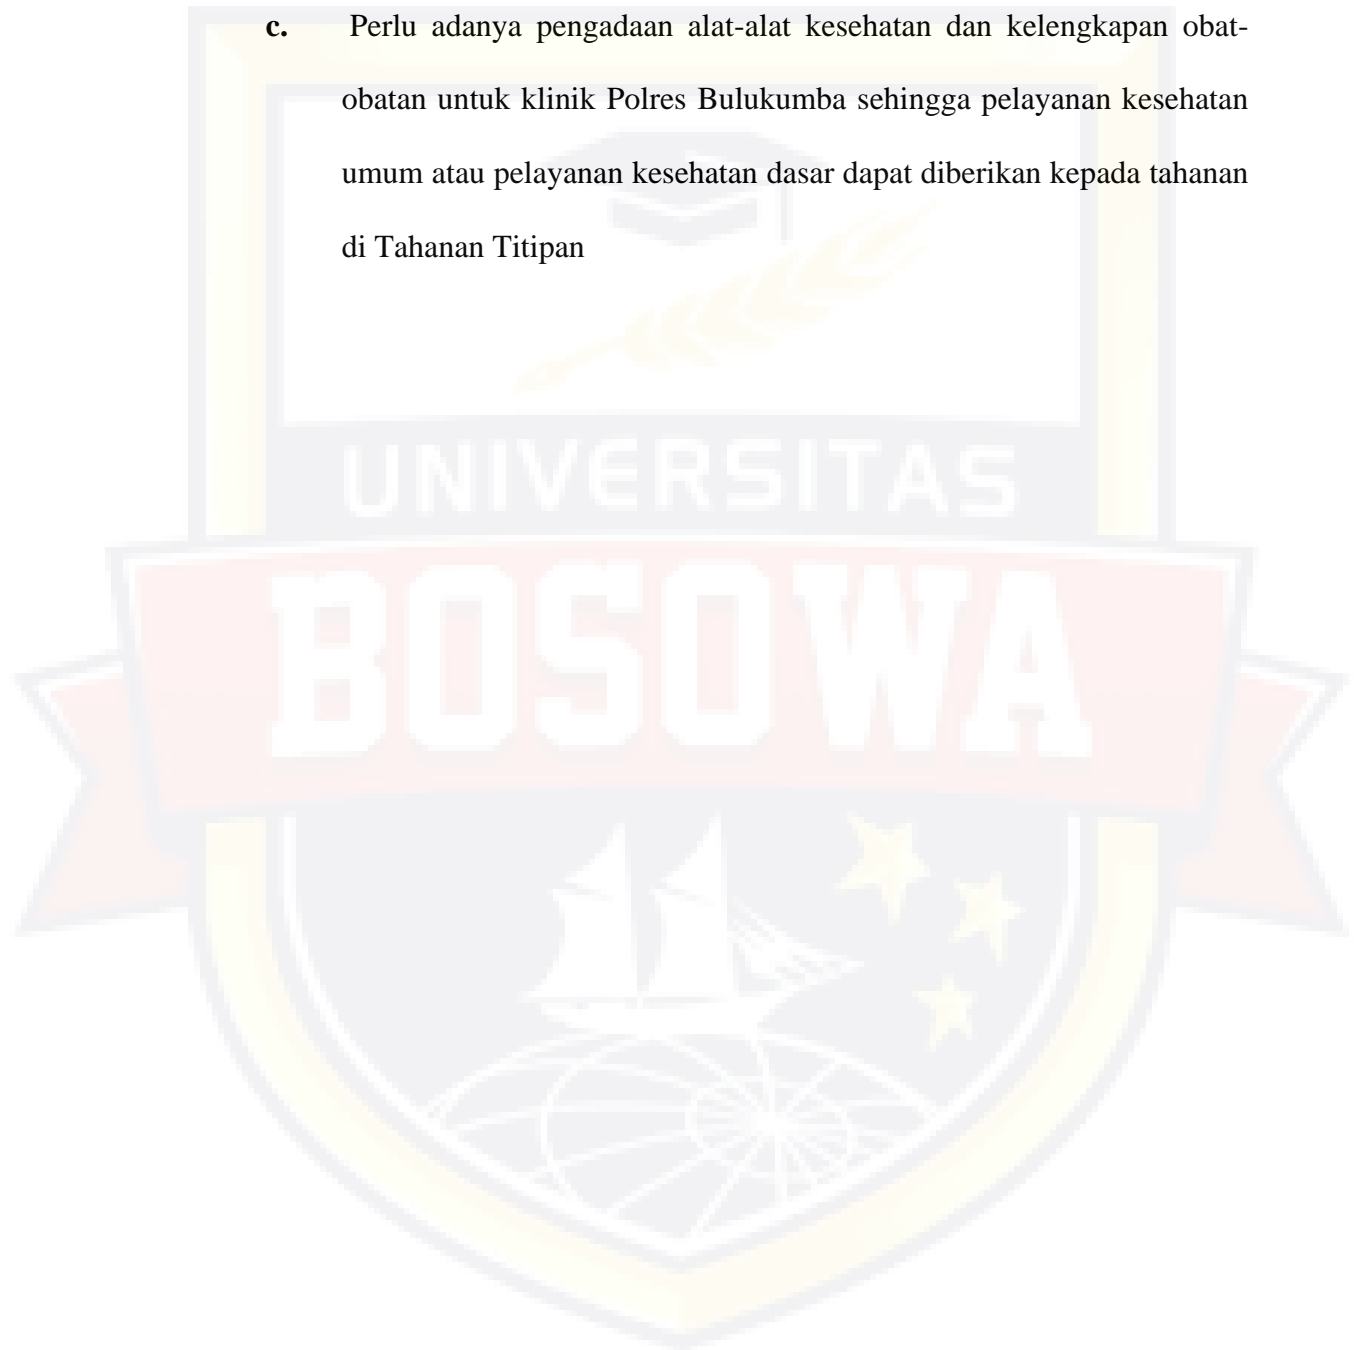 c. Perlu adanya pengadaan alat-alat kesehatan dan kelengkapan obat-
obatan untuk klinik Polres Bulukumba sehingga pelayanan kesehatan
umum atau pelayanan kesehatan dasar dapat diberikan kepada tahanan
di Tahanan Titipan
UNIVERSITAS
BOSOWA